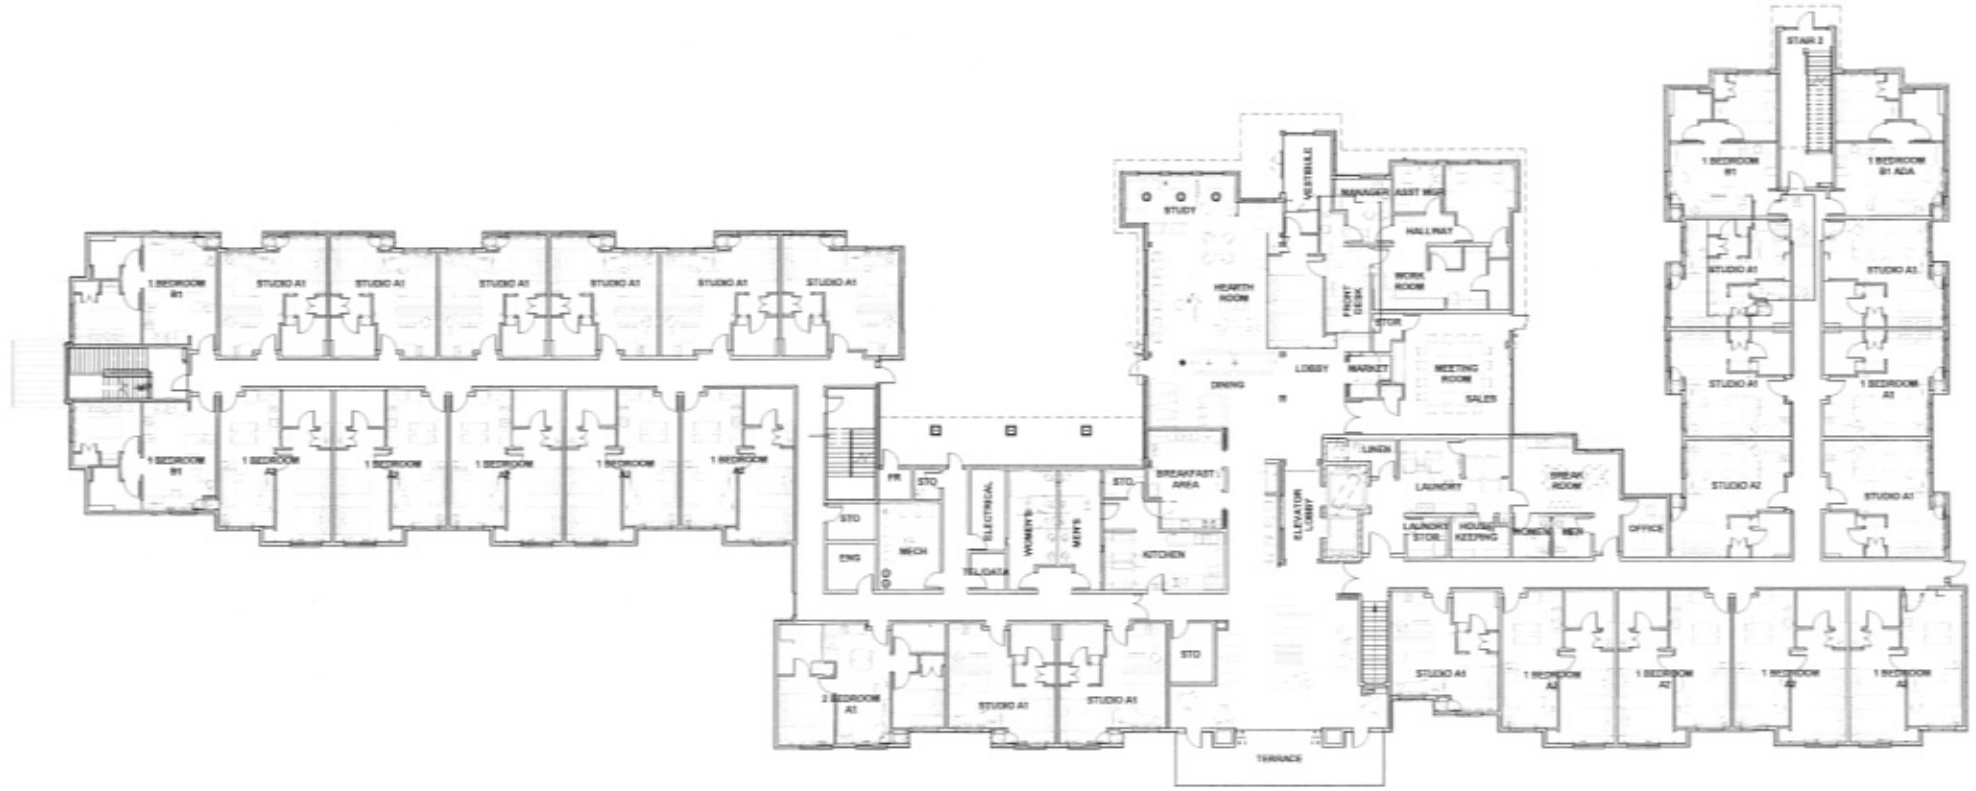 STAIR 2
1 BEDROOM
B1
1 BEDROOM
B1 ADA
VESTIBULE
MANAGER
ASST MGR
STUDY
HALLWAY
STUDIO A1
STUDIO A1
WORK
ROOM
HEARTH
ROOM
FRONT
DESK
STOR
1 BEDROOM
B1
STUDIO A1
STUDIO A1
STUDIO A1
STUDIO A1
STUDIO A1
STUDIO A1
LOBBY
MARKET
MEETING
ROOM
DINING
SALES
STUDIO A1
1 BEDROOM
A1
1 BEDROOM
B1
1 BEDROOM
A2
1 BEDROOM
1 BEDROOM
A2
1 BEDROOM
1 BEDROOM
FR
STO
ELECTRICAL
WOMEN'S
MEN'S
STO
BREAKFAST
AREA
LINEN
LAUNDRY
BREAK
ROOM
STUDIO A2
STUDIO A1
ELEVATOR
LOBBY
LAUNDRY
STOR.
HOUSE
KEEPING
WOMEN
MEN
OFFICE
STO
ENG
MECH
TEL/DATA
KITCHEN
2 BEDROOM
A1
STUDIO A1
STUDIO A1
STO
STUDIO A1
1 BEDROOM
A2
1 BEDROOM
A2
1 BEDROOM
A2
1 BEDROOM
TERRACE